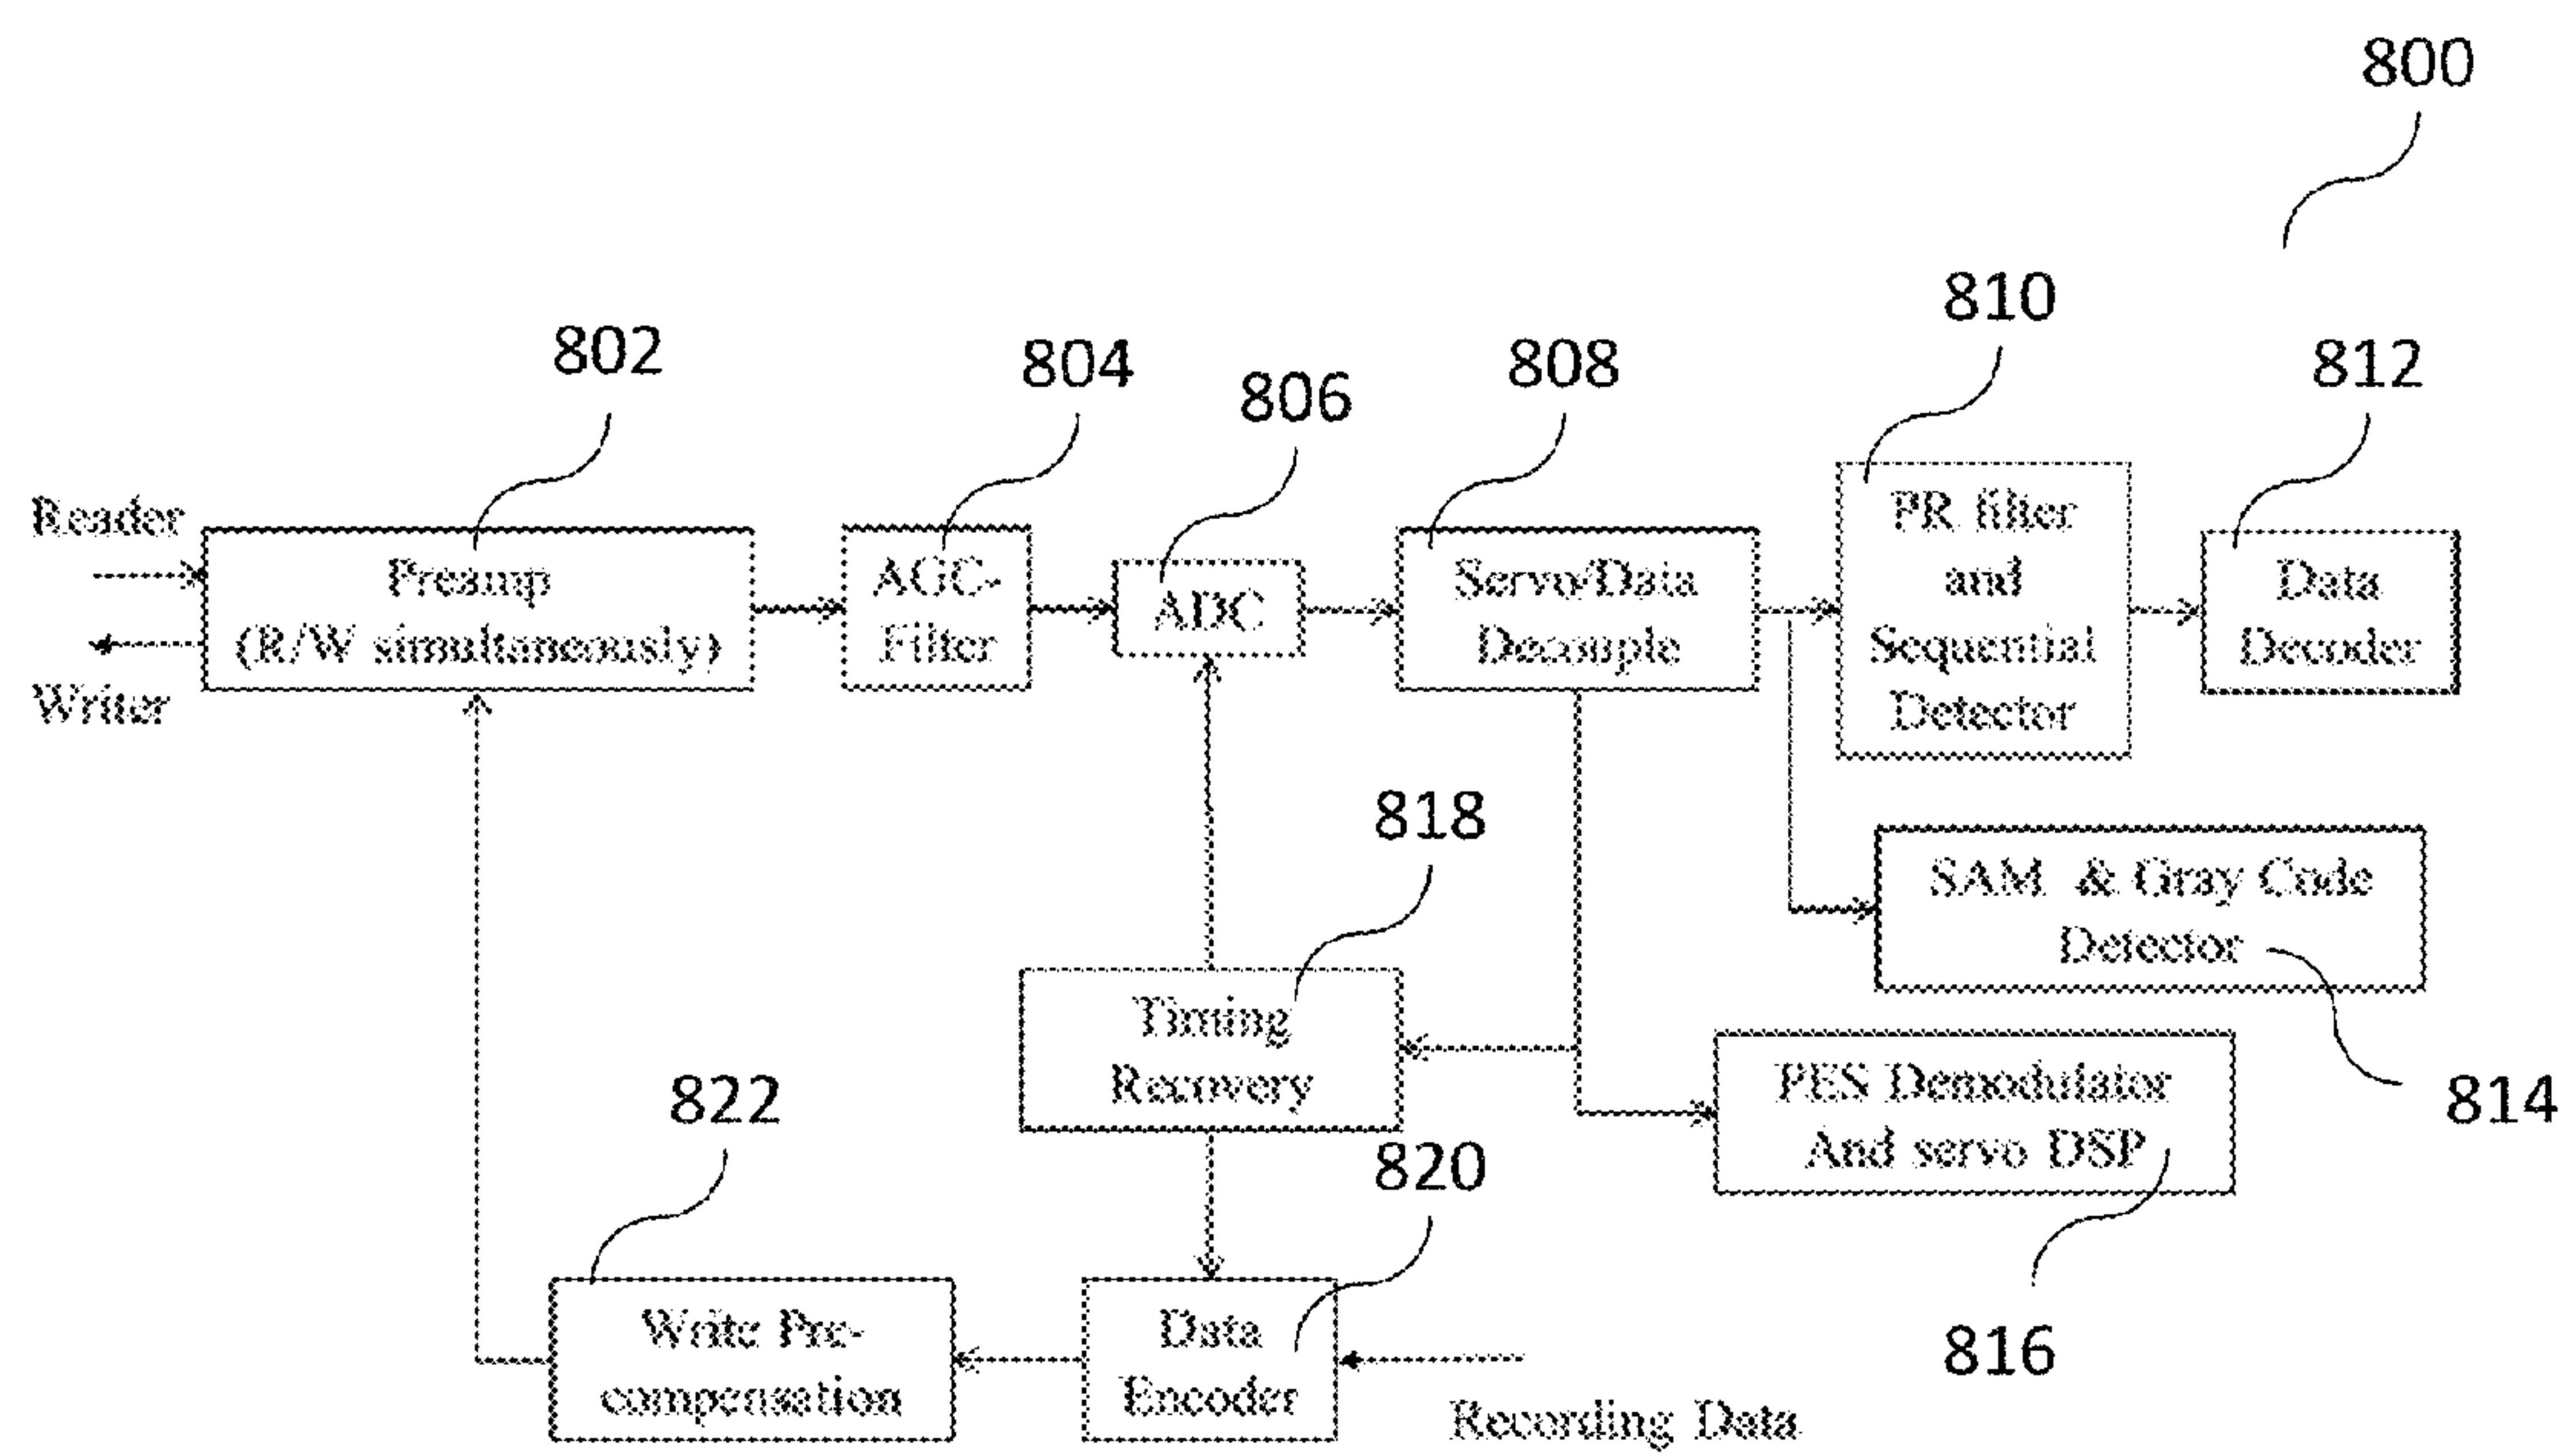 800
810
802
804
808
812
806
Reader
Preamp
(R/W simultaneously)
Writer
AGC-
Filter
ADC
Servo/Data
Decouple
PR filter
and
Sequential
Detector
Data
Decoder
818
SAM & Gray Code
Detector
814
Timing
Recovery
PES Demodulator
And servo DSP
816
822
820
Write Pre-
compensation
Data
Encoder
Recording Data